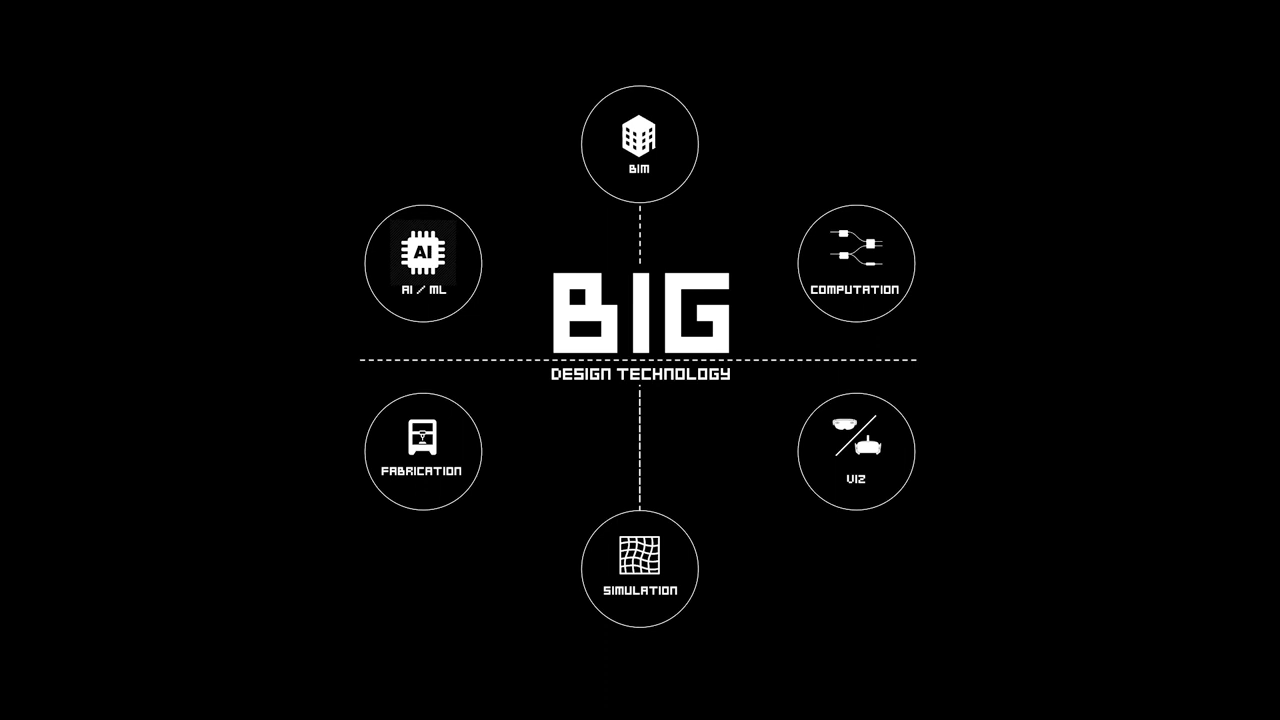 BIM
AI
AI / ML
COMPUTATION
BIG
DESIGN TECHNOLOGY
FABRICATION
VIZ
SIMULATION